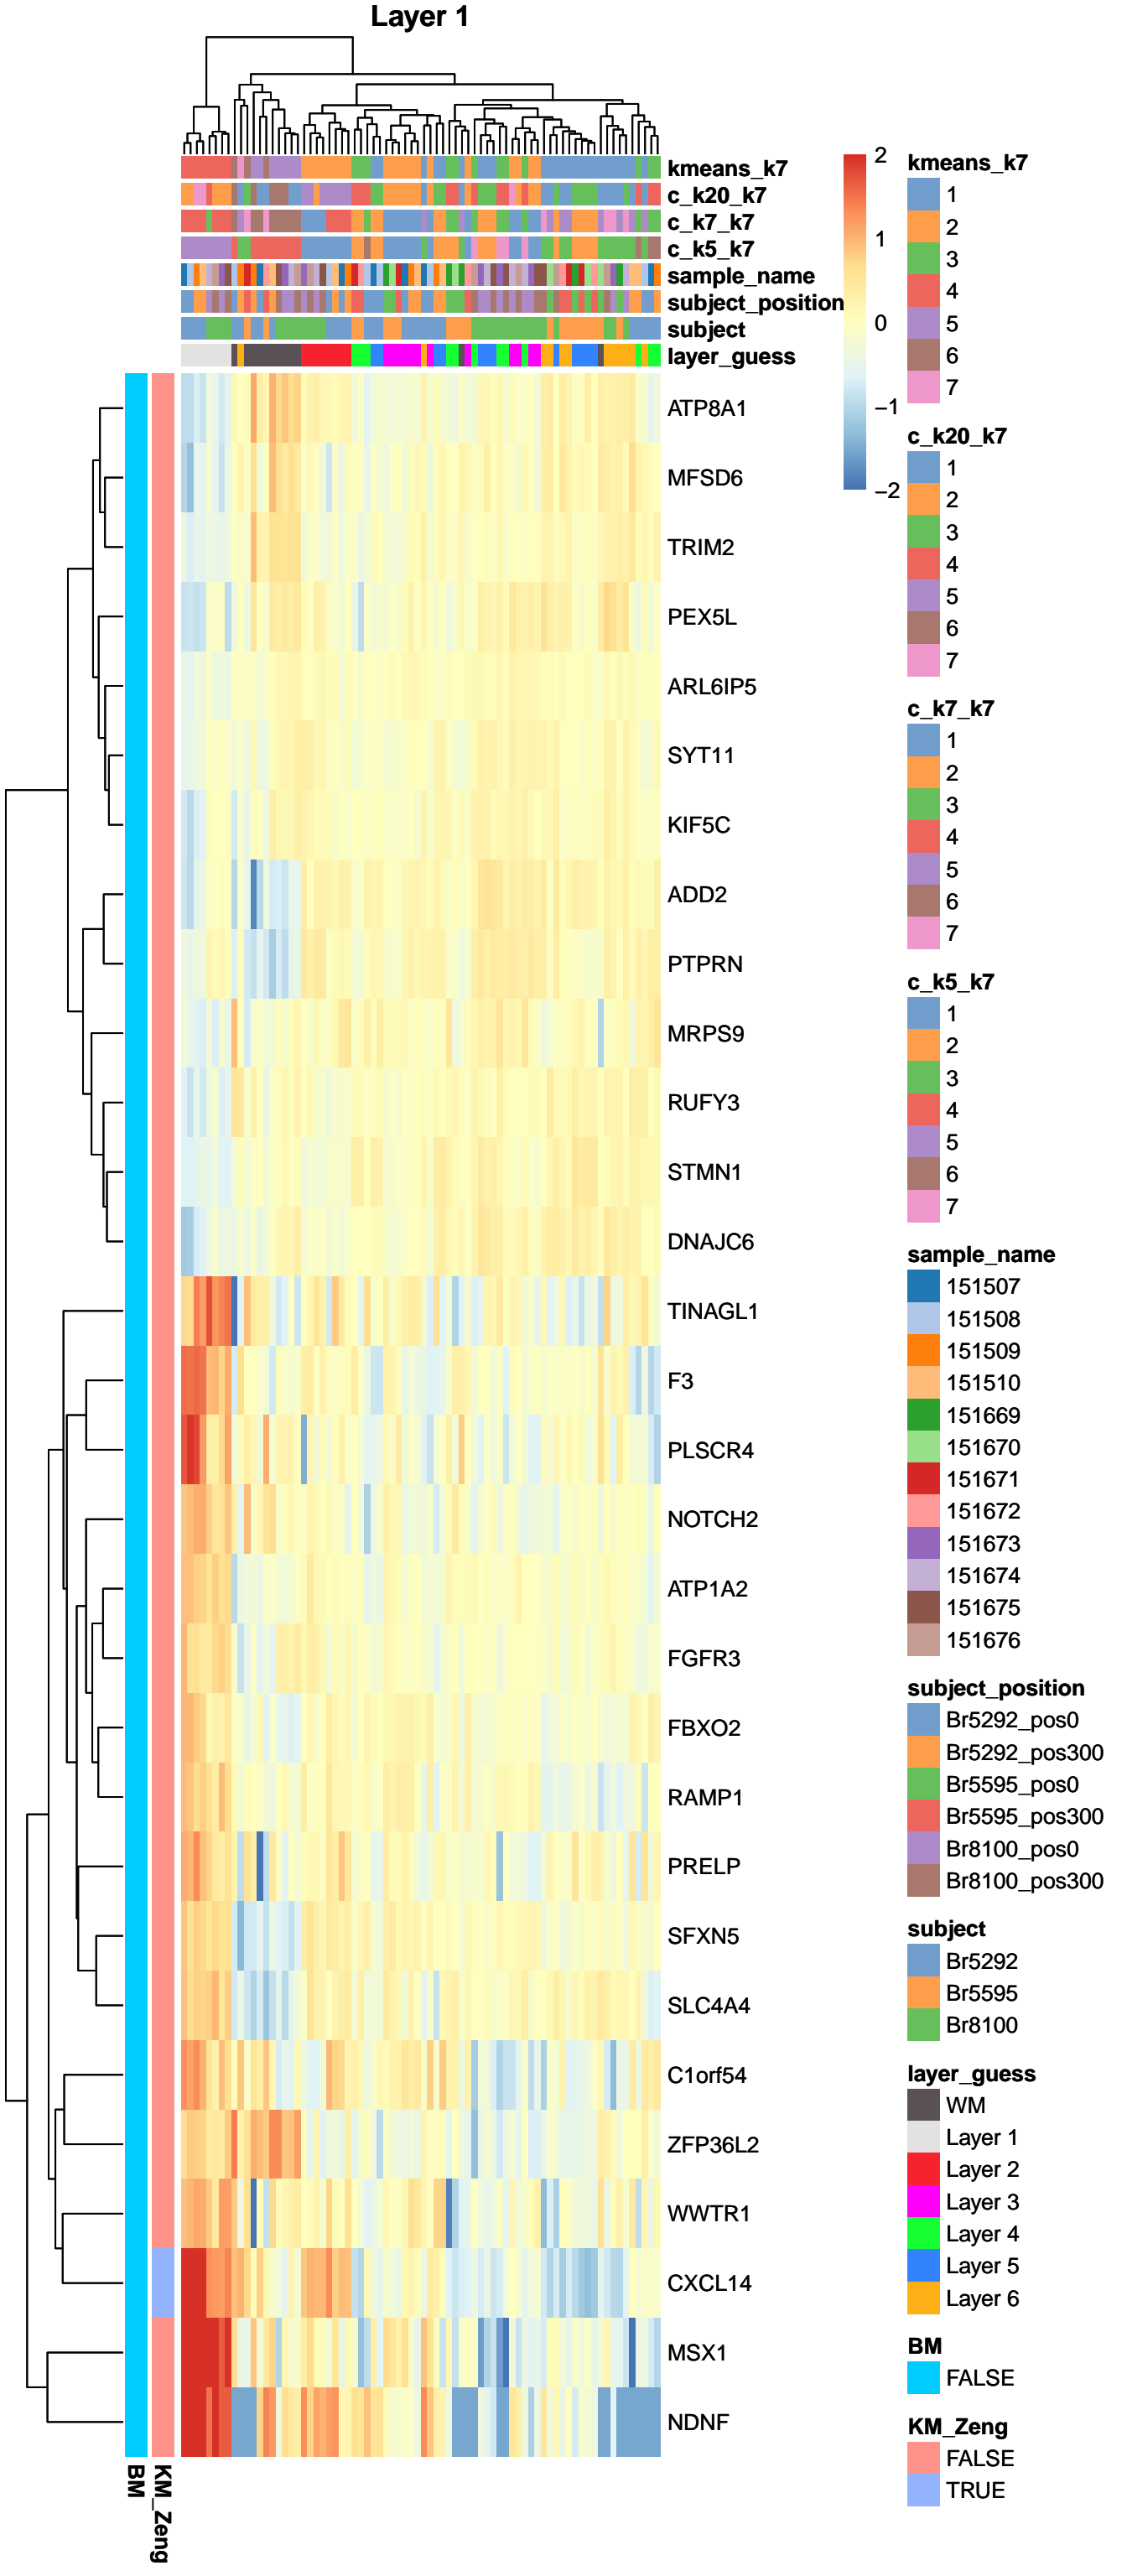 Layer 1
kmeans_k7
c_k20_k7
c_k7_k7
c_k5_k7
sample_name
subject_position
subject
layer_guess
ATP8A1
MFSD6
TRIM2
PEX5L
ARL6IP5
SYT11
KIF5C
ADD2
PTPRN
MRPS9
RUFY3
STMN1
DNAJC6
TINAGL1
F3
PLSCR4
NOTCH2
ATP1A2
FGFR3
FBXO2
RAMP1
PRELP
SFXN5
SLC4A4
C1orf54
ZFP36L2
WWTR1
CXCL14
MSX1
NDNF
BM
KM_Zeng
2
1
0
−1
−2
kmeans_k7
1
2
3
4
5
6
7
c_k20_k7
1
2
3
4
5
6
7
c_k7_k7
1
2
3
4
5
6
7
c_k5_k7
1
2
3
4
5
6
7
sample_name
151507
151508
151509
151510
151669
151670
151671
151672
151673
151674
151675
151676
subject_position
Br5292_pos0
Br5292_pos300
Br5595_pos0
Br5595_pos300
Br8100_pos0
Br8100_pos300
subject
Br5292
Br5595
Br8100
layer_guess
WM
Layer 1
Layer 2
Layer 3
Layer 4
Layer 5
Layer 6
BM
FALSE
KM_Zeng
FALSE
TRUE